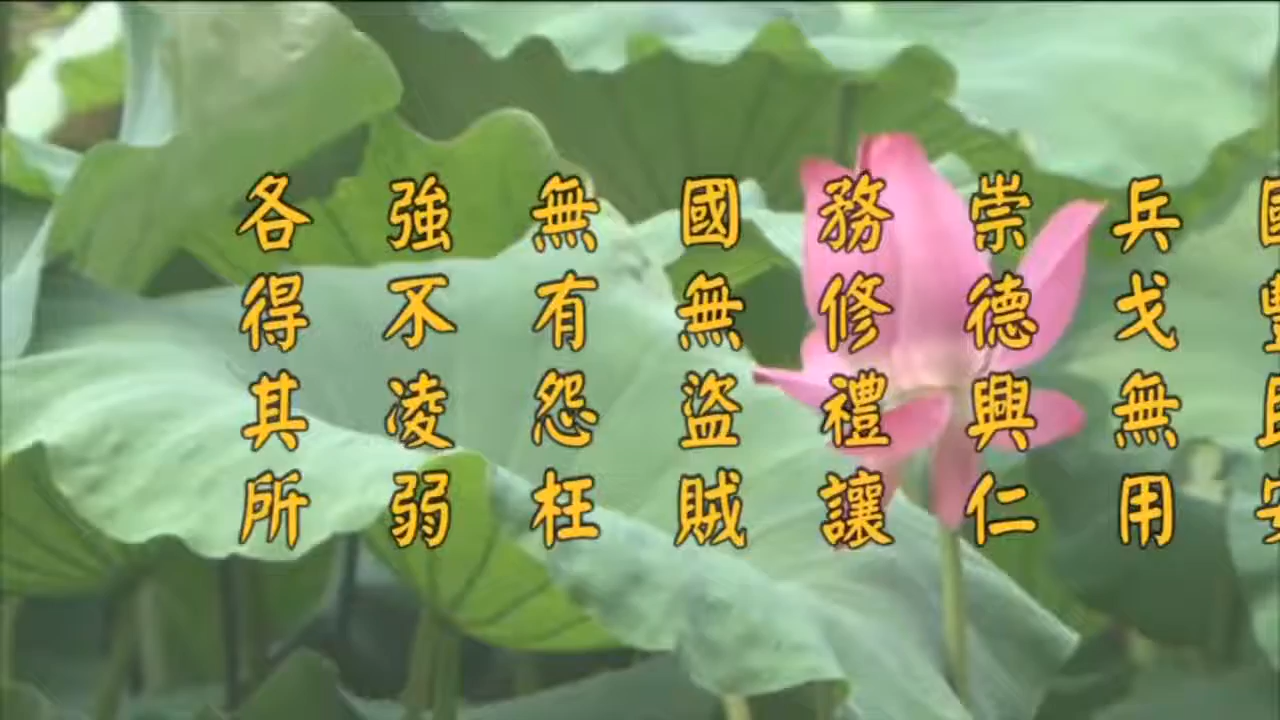 兵戈無用
崇德興仁
務修禮讓
國無盜賊
無有怨枉
強不凌弱
各得其所